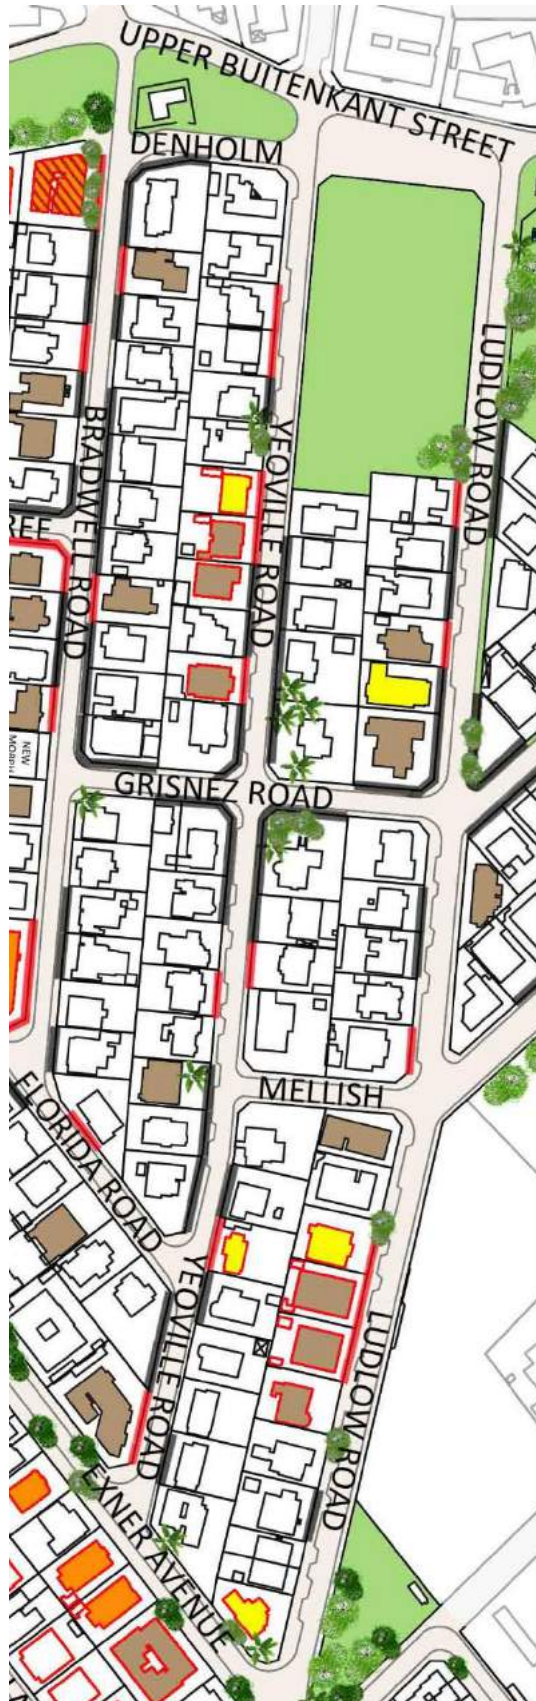 UPPER BUITENKANT STREET
DENHOLM
LUDLOW ROAD
BRADWELL ROAD
YEOVILLE ROAD
REE
NEW
GRISNEZ ROAD
MELLISH
FLORIDA ROAD
YEOVILLE ROAD
LUDLOW ROAD
EXNER AVENUE